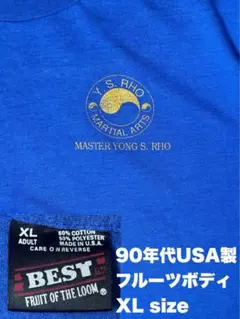 Y. S. RHO
MARTIAL ARTS
MASTER YONG S. RHO
XL
ADULT
50% COTTON
50% POLYESTER
MADE IN U.S.A.
CARE ON REVERSE
BEST
FRUIT OF THE LOOM®
90年代USA製
フルーツボディ
XL size